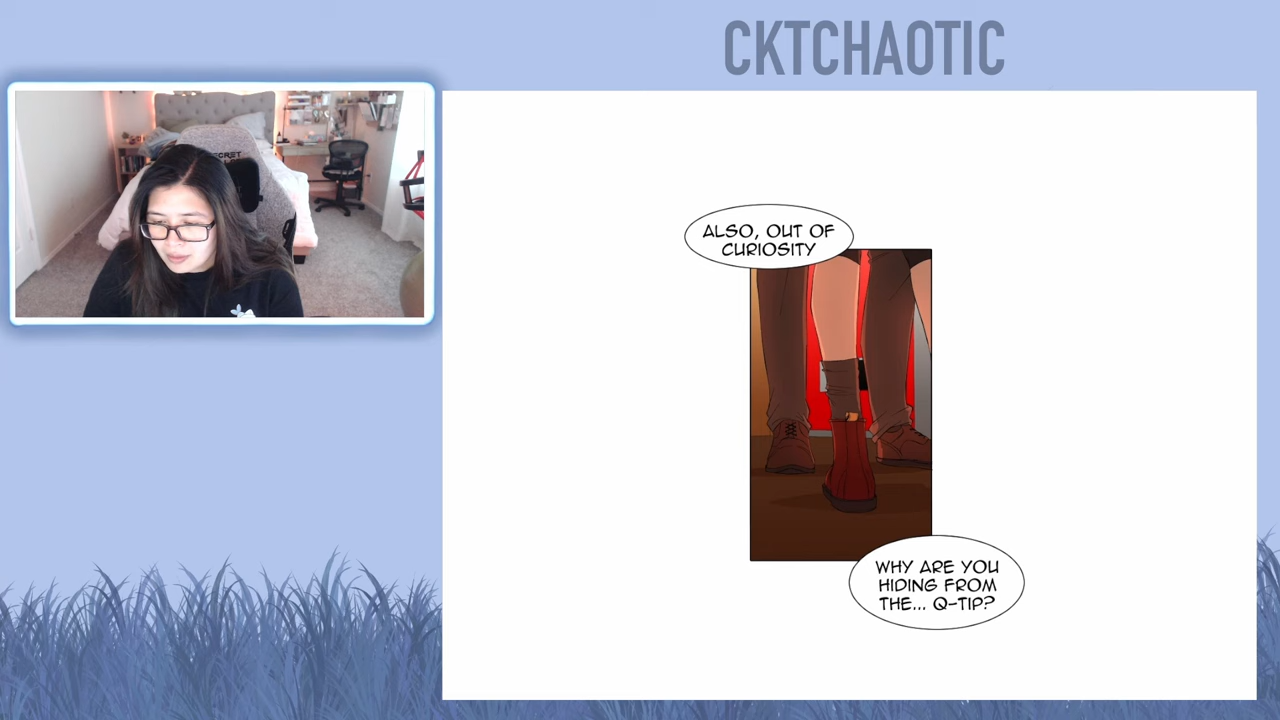 CKTCHAOTIC
ALSO, OUT OF
CURIOSITY
WHY ARE YOU
HIDING FROM
THE... Q-TIP?